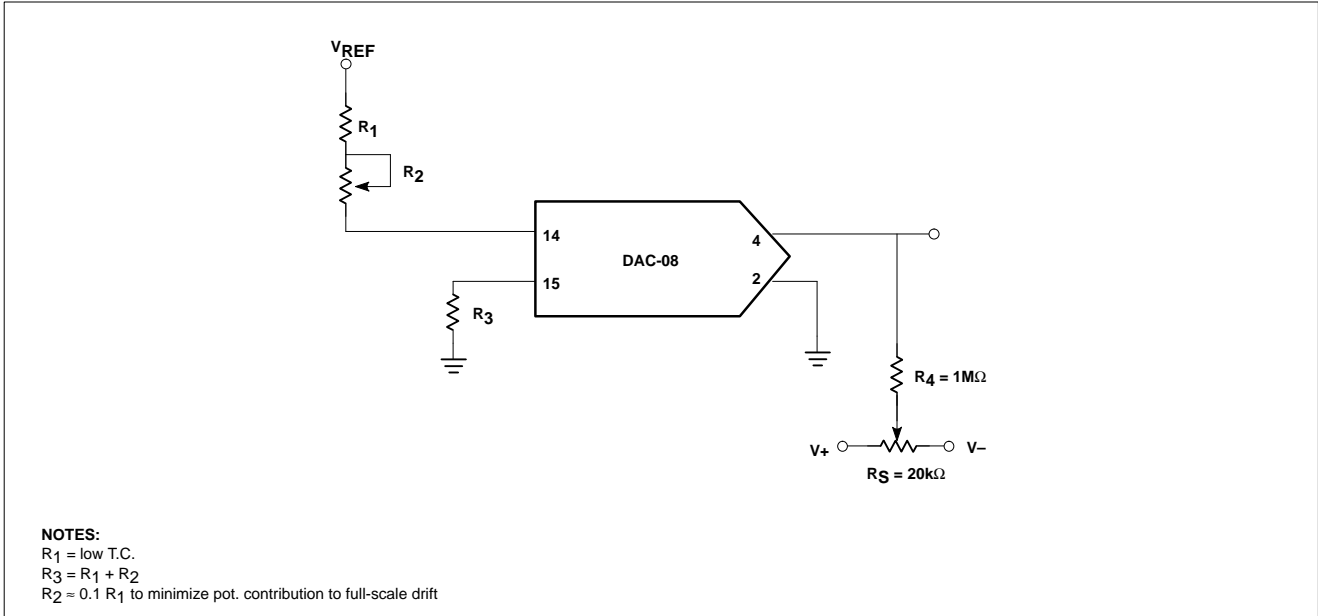 VREF
R1
R2
14
4
DAC-08
15
2
R3
R4 = 1MΩ
V+
V–
RS = 20kΩ
NOTES:
R1 = low T.C.
R3 = R1 + R2
R2 ≈ 0.1 R1 to minimize pot. contribution to full-scale drift